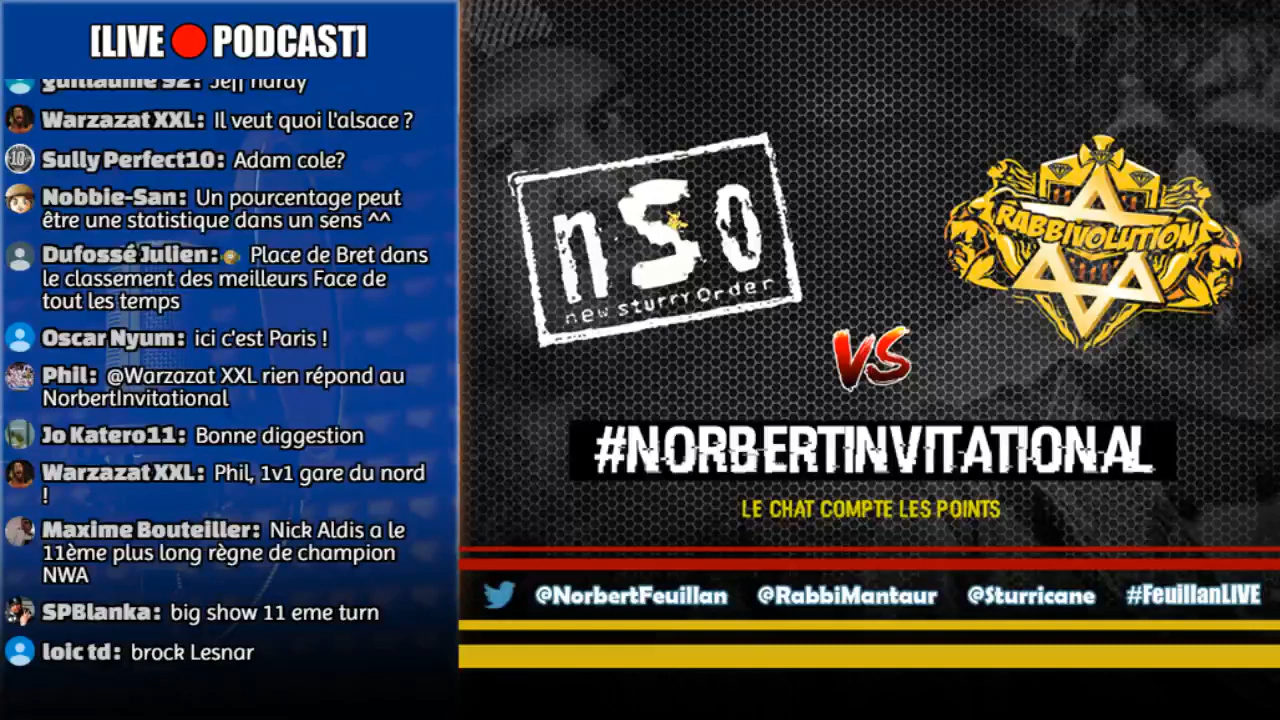 [LIVE PODCAST]
guillaume 92: Jeff hardy
Warzazat XXL: Il veut quoi l'alsace ?
Sully Perfect10: Adam cole?
Nobbie-San: Un pourcentage peut
être une statistique dans un sens ^^
Dufossé Julien: Place de Bret dans
le classement des meilleurs Face de
tout les temps
Oscar Nyum: ici c'est Paris !
Phil: @Warzazat XXL rien répond au
NorbertInvitational
Jo Katero11: Bonne diggestion
Warzazat XXL: Phil, 1v1 gare du nord
!
Maxime Bouteiller: Nick Aldis a le
11ème plus long règne de champion
NWA
SPBlanka: big show 11 eme turn
loic td: brock Lesnar
nSo
new sturry Order
RABBIVOLUTION
VS
#NORBERTINVITATIONAL
LE CHAT COMPTE LES POINTS
@NorbertFeuillan @RabbiMantaur @Sturricane #FeuillanLIVE